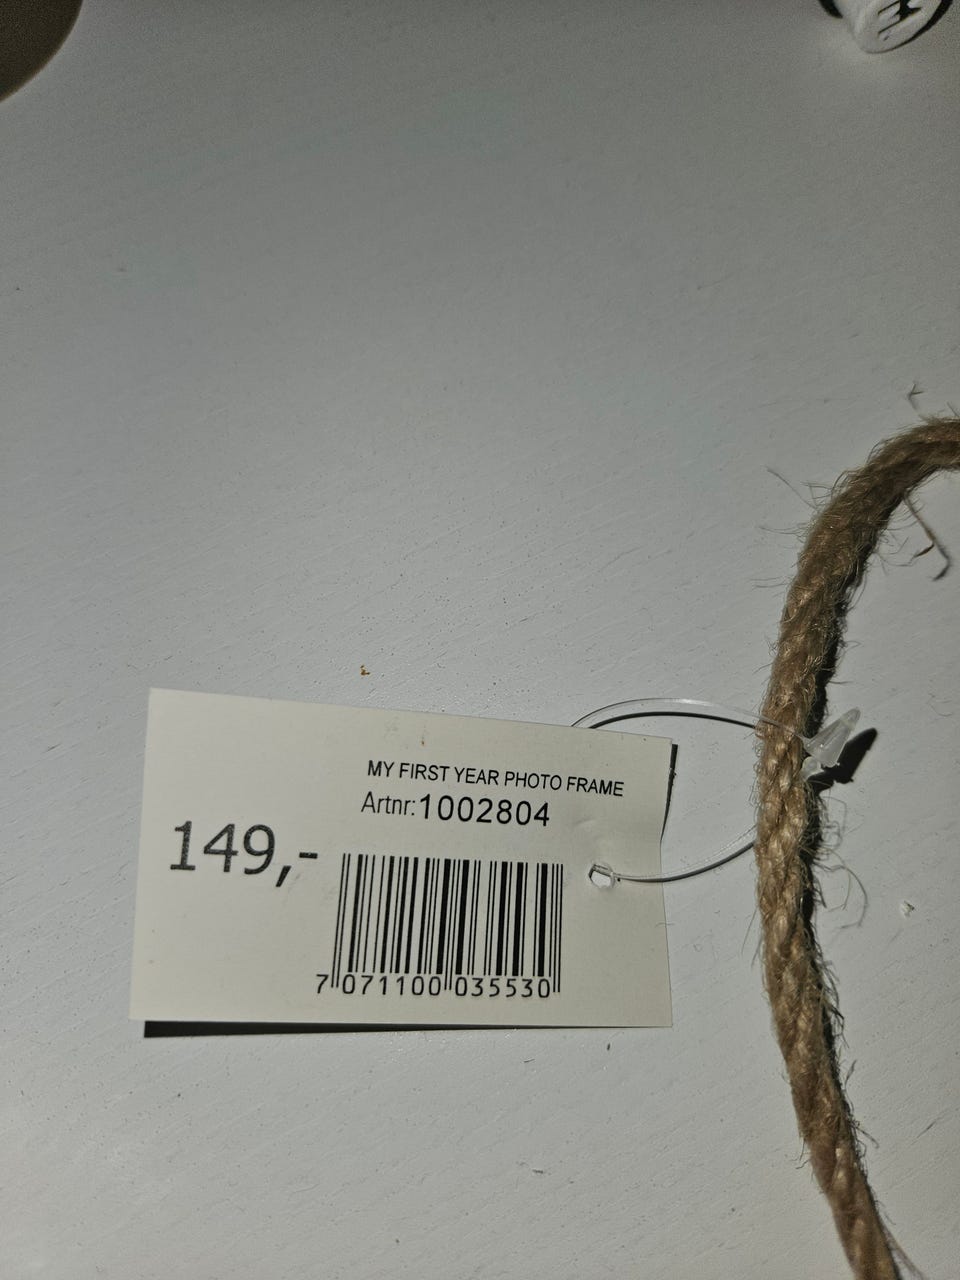 MY FIRST YEAR PHOTO FRAME
Artnr:1002804
149,-
7 071100 035530